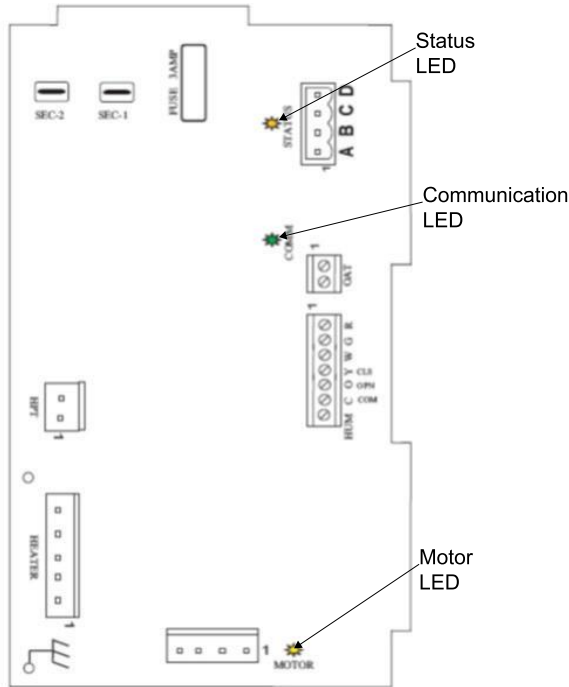 Status
LED
FUSE 3AMP
SEC-2
SEC-1
STATUS
A B C D
1
Communication
LED
COMM
1
OAT
1
HUM C O Y W G R
CLS
OPN
COM
HPT
1
HEATER
1
Motor
LED
1
MOTOR